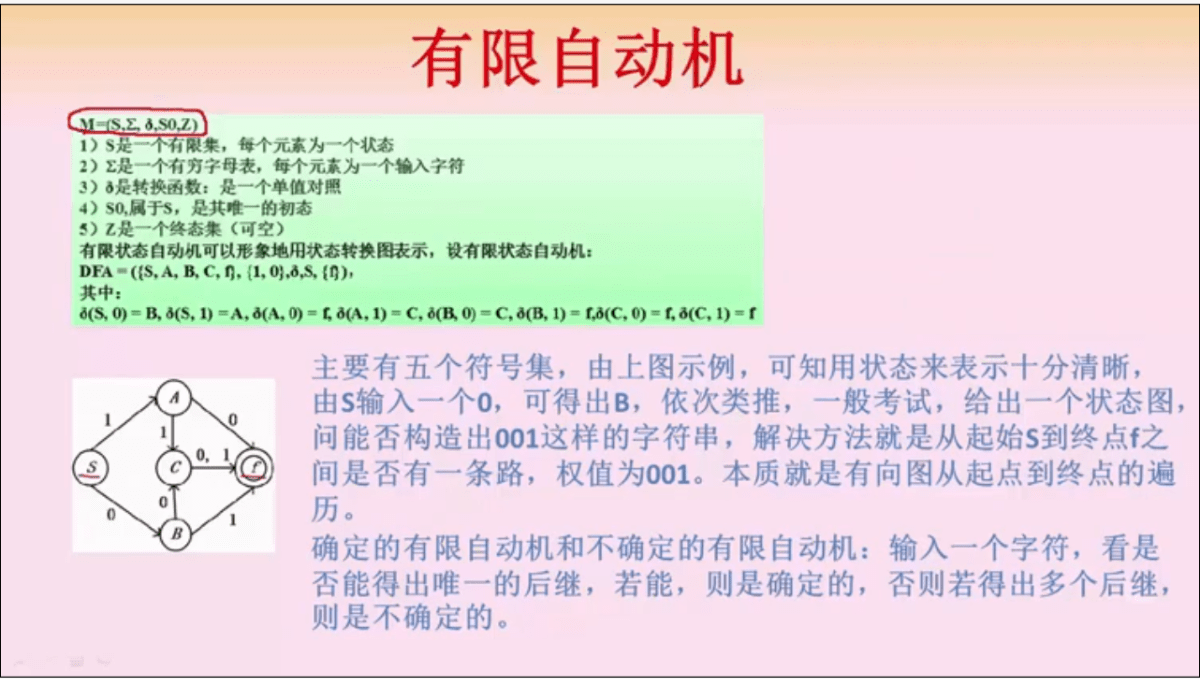 有限自动机
M=(S,Σ, ð,S0,Z)
1）S是一个有限集，每个元素为一个状态
2）Σ是一个有穷字母表，每个元素为一个输入字符
3）ð是转换函数：是一个单值对照
4）S0,属于S，是其唯一的初态
5）Z是一个终态集（可空）
有限状态自动机可以形象地用状态转换图表示，设有限状态自动机：
DFA = ({S, A, B, C, f}, {1, 0},ð,S, {f}),
其中：
ð(S, 0) = B, ð(S, 1) = A, ð(A, 0) = f, ð(A, 1) = C, ð(B, 0) = C, ð(B, 1) = f,ð(C, 0) = f, ð(C, 1) = f
主要有五个符号集，由上图示例，可知用状态来表示十分清晰，
由S输入一个0，可得出B，依次类推，一般考试，给出一个状态图，
问能否构造出001这样的字符串，解决方法就是从起始S到终点f之
间是否有一条路，权值为001。本质就是有向图从起点到终点的遍
历。
确定的有限自动机和不确定的有限自动机：输入一个字符，看是
否能得出唯一的后继，若能，则是确定的，否则若得出多个后继，
则是不确定的。
A
1
0
1
S
C
0, 1
f
0
0
1
B